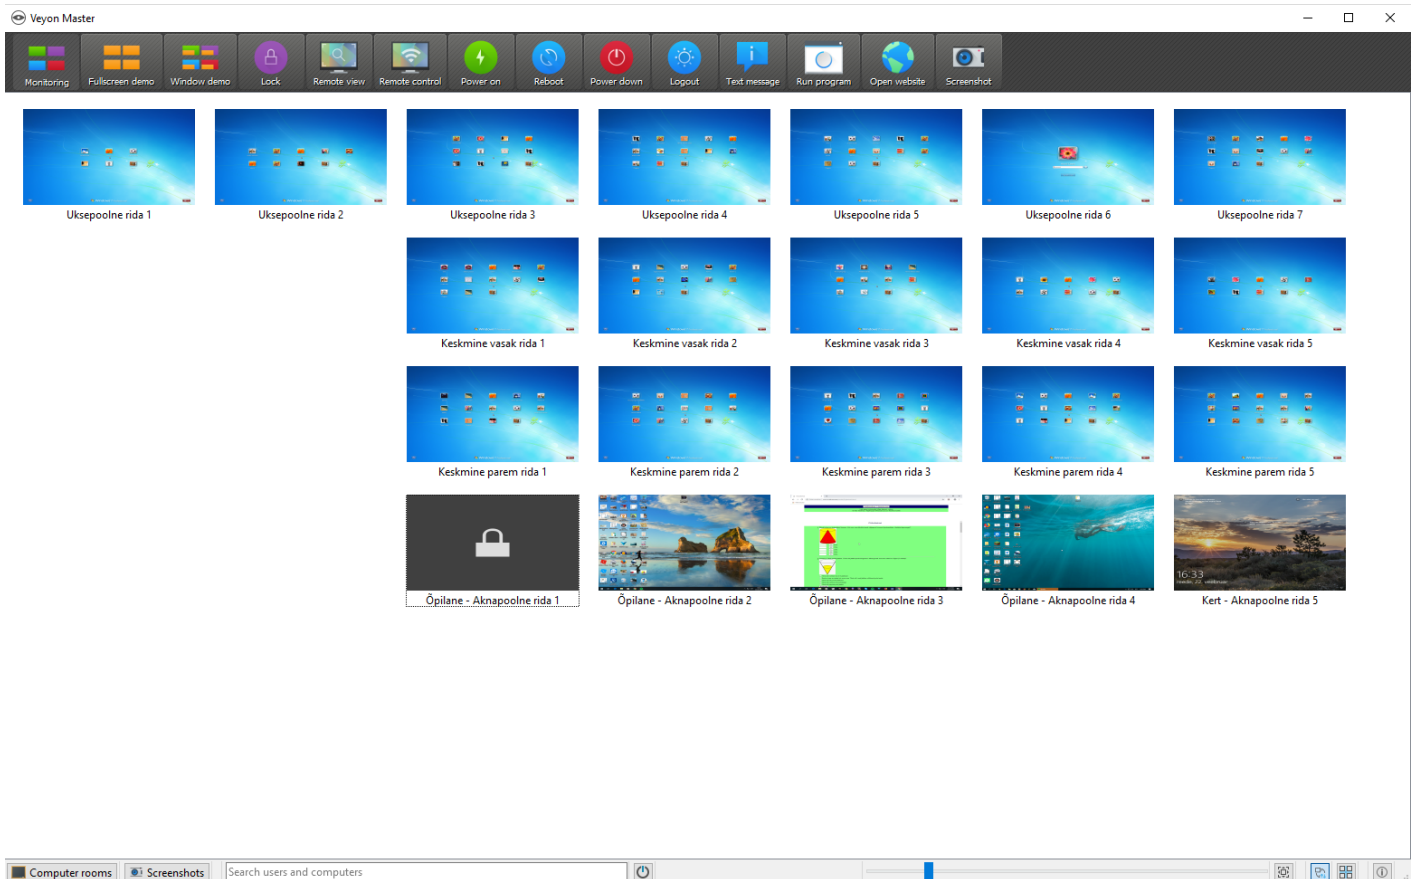 Veyon Master
Monitoring
Fullscreen demo
Window demo
Lock
Remote view
Remote control
Power on
Reboot
Power down
Logout
Text message
Run program
Open website
Screenshot
Uksepoolne rida 1
Uksepoolne rida 2
Uksepoolne rida 3
Uksepoolne rida 4
Uksepoolne rida 5
Uksepoolne rida 6
Uksepoolne rida 7
Keskmine vasak rida 1
Keskmine vasak rida 2
Keskmine vasak rida 3
Keskmine vasak rida 4
Keskmine vasak rida 5
Keskmine parem rida 1
Keskmine parem rida 2
Keskmine parem rida 3
Keskmine parem rida 4
Keskmine parem rida 5
16:33
Õpilane - Aknapoolne rida 1
Õpilane - Aknapoolne rida 2
Õpilane - Aknapoolne rida 3
Õpilane - Aknapoolne rida 4
Kert - Aknapoolne rida 5
Computer rooms
Screenshots
Search users and computers